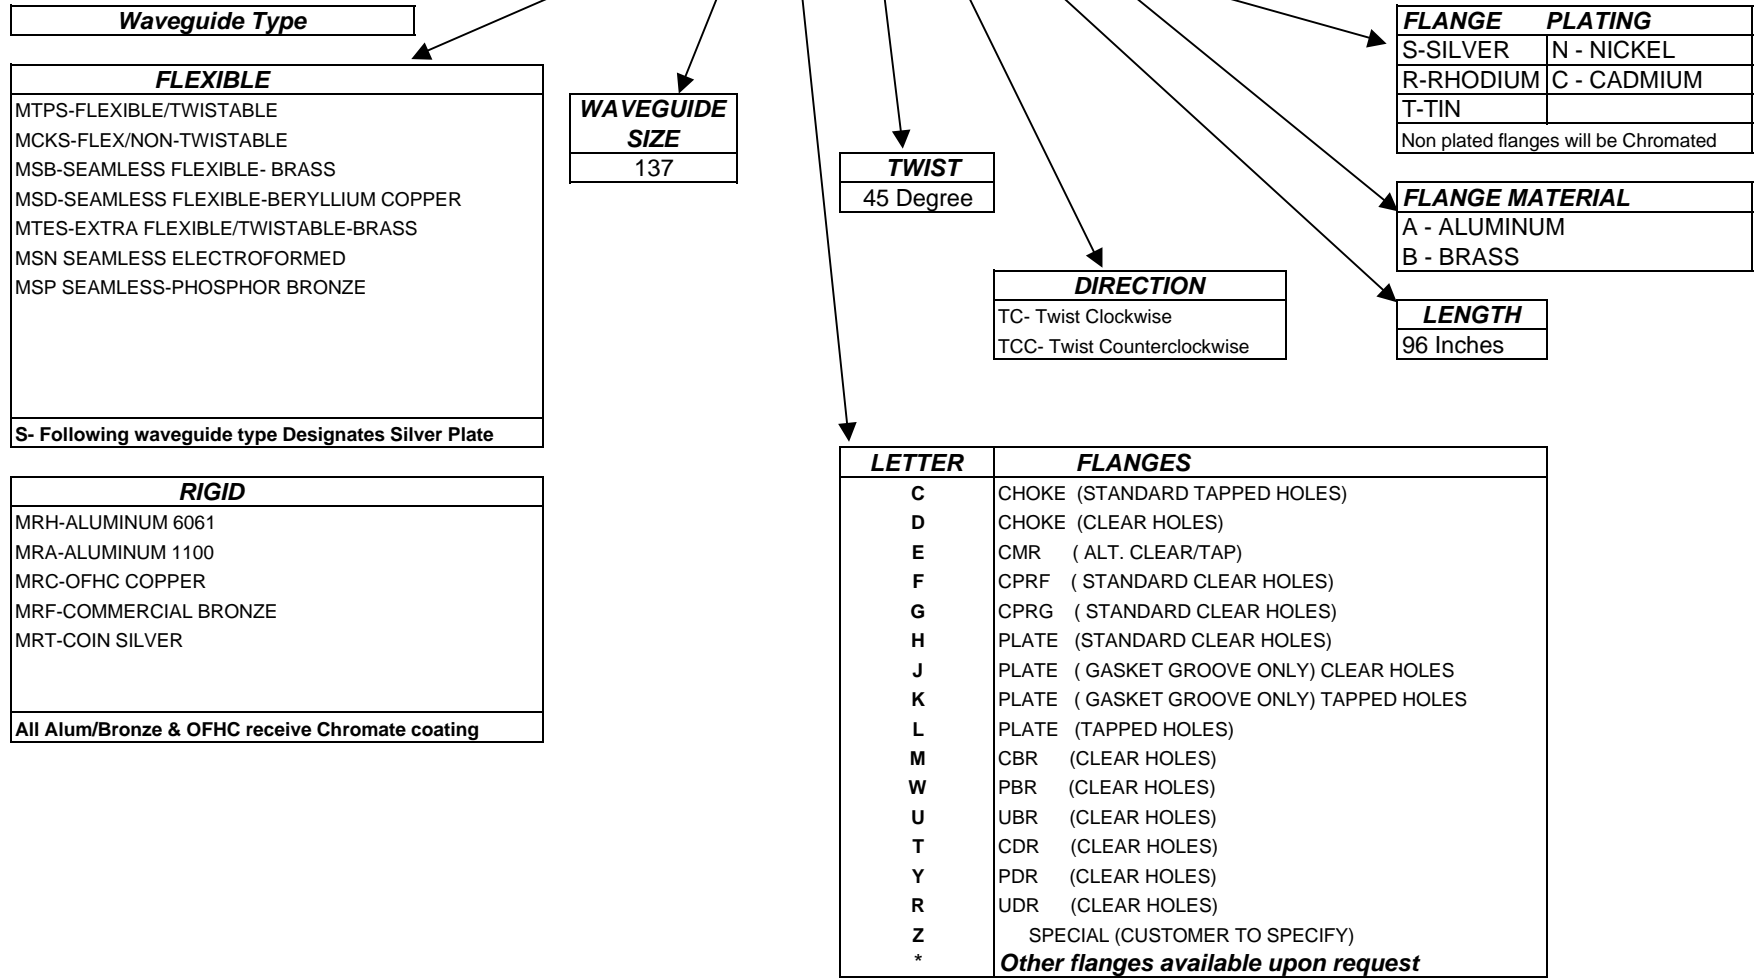 Waveguide Type
FLEXIBLE
MTPS-FLEXIBLE/TWISTABLE
MCKS-FLEX/NON-TWISTABLE
MSB-SEAMLESS FLEXIBLE- BRASS
MSD-SEAMLESS FLEXIBLE-BERYLLIUM COPPER
MTES-EXTRA FLEXIBLE/TWISTABLE-BRASS
MSN SEAMLESS ELECTROFORMED
MSP SEAMLESS-PHOSPHOR BRONZE
S- Following waveguide type Designates Silver Plate
RIGID
MRH-ALUMINUM 6061
MRA-ALUMINUM 1100
MRC-OFHC COPPER
MRF-COMMERCIAL BRONZE
MRT-COIN SILVER
All Alum/Bronze & OFHC receive Chromate coating
WAVEGUIDE
SIZE
137
TWIST
45 Degree
DIRECTION
TC- Twist Clockwise
TCC- Twist Counterclockwise
FLANGE PLATING
S-SILVER N - NICKEL
R-RHODIUM C - CADMIUM
T-TIN
Non plated flanges will be Chromated
FLANGE MATERIAL
A - ALUMINUM
B - BRASS
LENGTH
96 Inches
LETTER FLANGES
C CHOKE (STANDARD TAPPED HOLES)
D CHOKE (CLEAR HOLES)
E CMR ( ALT. CLEAR/TAP)
F CPRF ( STANDARD CLEAR HOLES)
G CPRG ( STANDARD CLEAR HOLES)
H PLATE (STANDARD CLEAR HOLES)
J PLATE ( GASKET GROOVE ONLY) CLEAR HOLES
K PLATE ( GASKET GROOVE ONLY) TAPPED HOLES
L PLATE (TAPPED HOLES)
M CBR (CLEAR HOLES)
W PBR (CLEAR HOLES)
U UBR (CLEAR HOLES)
T CDR (CLEAR HOLES)
Y PDR (CLEAR HOLES)
R UDR (CLEAR HOLES)
Z SPECIAL (CUSTOMER TO SPECIFY)
* Other flanges available upon request